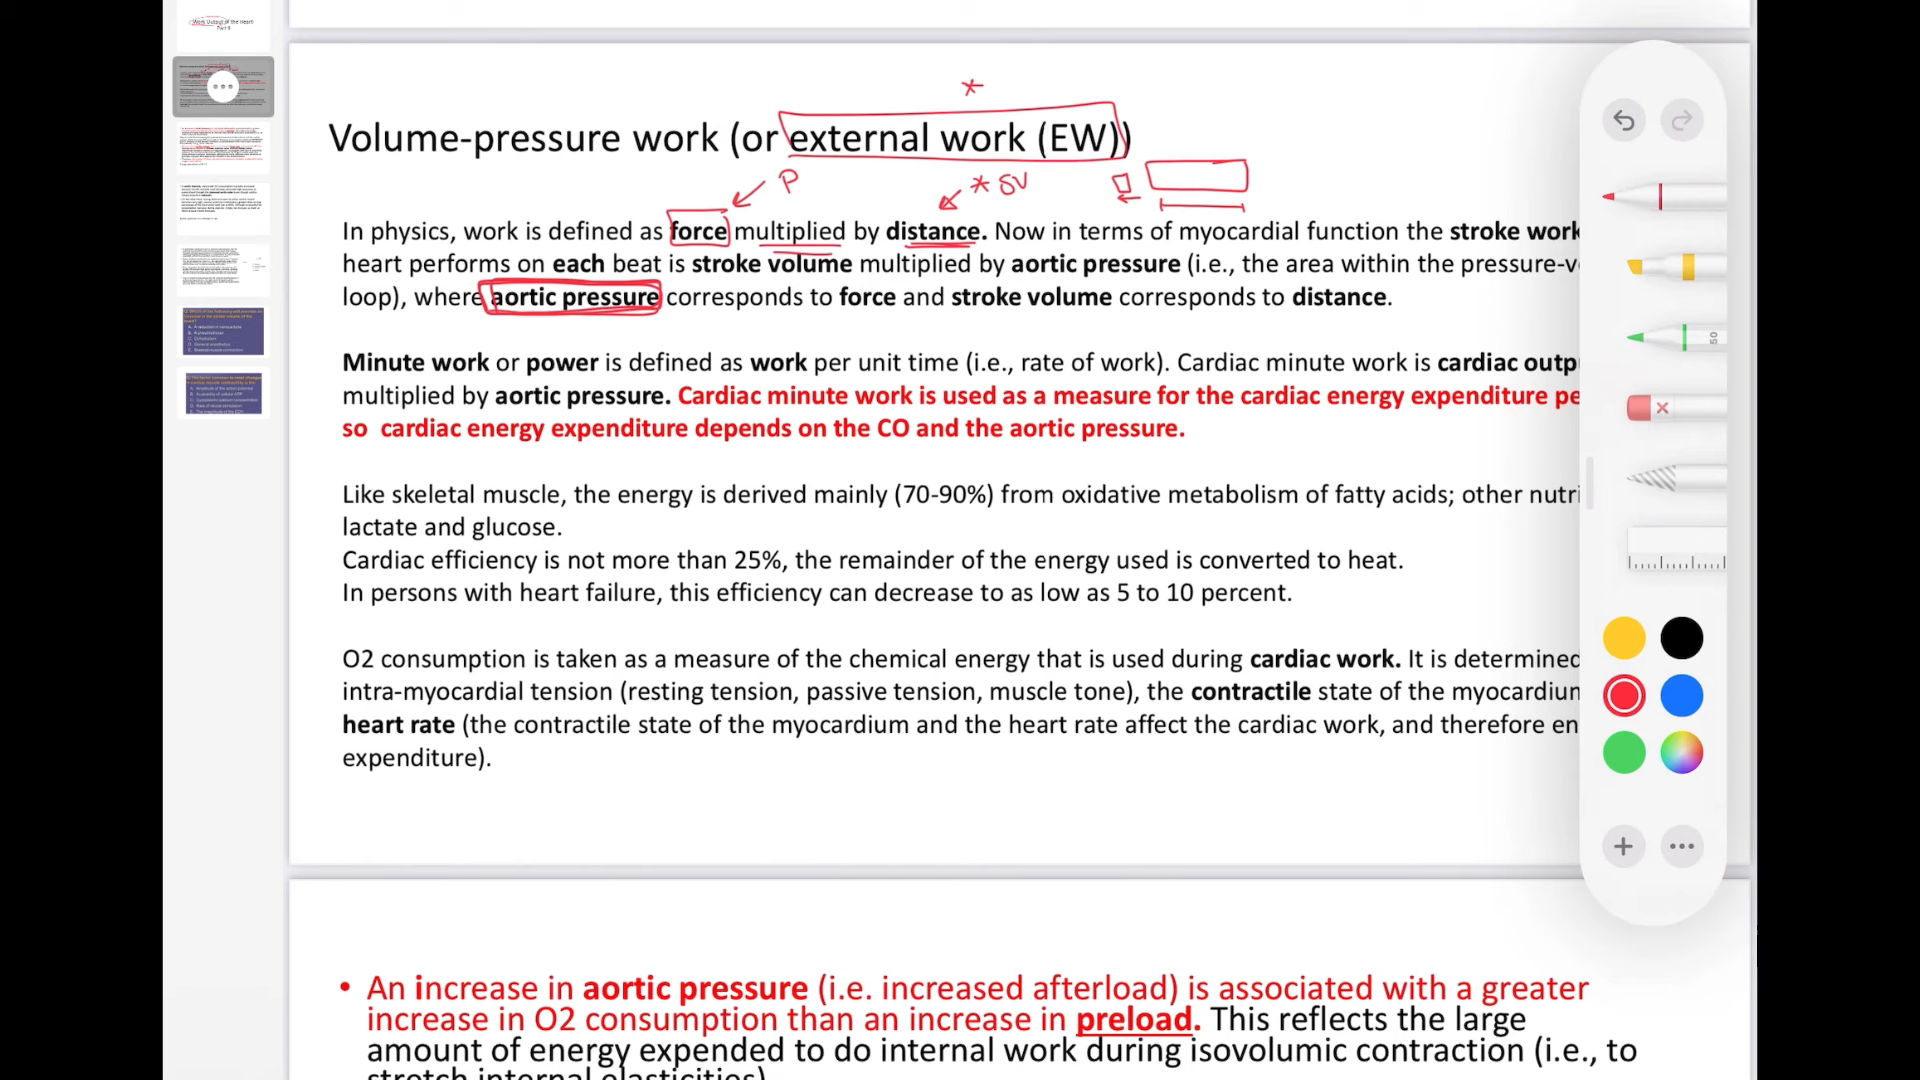 Work Output of the Heart
Part II
*
Volume-pressure work (or external work (EW))
P
* SV
In physics, work is defined as force multiplied by distance. Now in terms of myocardial function the stroke work
heart performs on each beat is stroke volume multiplied by aortic pressure (i.e., the area within the pressure-v
loop), where aortic pressure corresponds to force and stroke volume corresponds to distance.
Minute work or power is defined as work per unit time (i.e., rate of work). Cardiac minute work is cardiac outp
multiplied by aortic pressure. Cardiac minute work is used as a measure for the cardiac energy expenditure pe
so cardiac energy expenditure depends on the CO and the aortic pressure.
Like skeletal muscle, the energy is derived mainly (70-90%) from oxidative metabolism of fatty acids; other nutri
lactate and glucose.
Cardiac efficiency is not more than 25%, the remainder of the energy used is converted to heat.
In persons with heart failure, this efficiency can decrease to as low as 5 to 10 percent.
O2 consumption is taken as a measure of the chemical energy that is used during cardiac work. It is determined
intra-myocardial tension (resting tension, passive tension, muscle tone), the contractile state of the myocardium
heart rate (the contractile state of the myocardium and the heart rate affect the cardiac work, and therefore en
expenditure).
50
• An increase in aortic pressure (i.e. increased afterload) is associated with a greater
increase in O2 consumption than an increase in preload. This reflects the large
amount of energy expended to do internal work during isovolumic contraction (i.e., to
stretch internal elasticities)